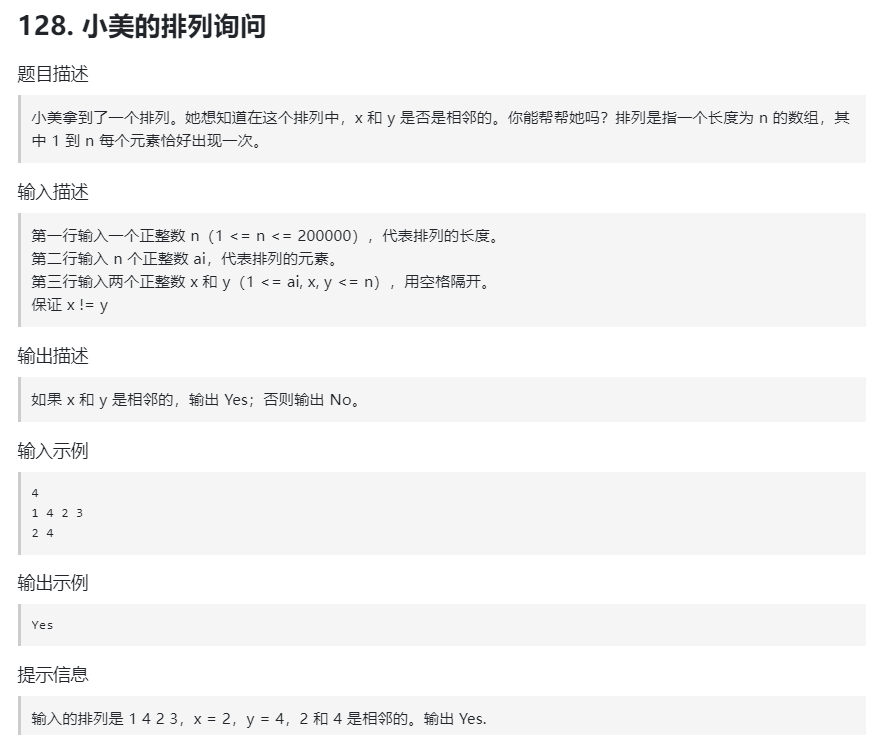 128. 小美的排列询问
题目描述
小美拿到了一个排列。她想知道在这个排列中，x 和 y 是否是相邻的。你能帮帮她吗？排列是指一个长度为 n 的数组，其
中 1 到 n 每个元素恰好出现一次。
输入描述
第一行输入一个正整数 n（1 <= n <= 200000），代表排列的长度。
第二行输入 n 个正整数 ai，代表排列的元素。
第三行输入两个正整数 x 和 y（1 <= ai, x, y <= n），用空格隔开。
保证 x != y
输出描述
如果 x 和 y 是相邻的，输出 Yes；否则输出 No。
输入示例
4
1 4 2 3
2 4
输出示例
Yes
提示信息
输入的排列是 1 4 2 3，x = 2，y = 4，2 和 4 是相邻的。输出 Yes.